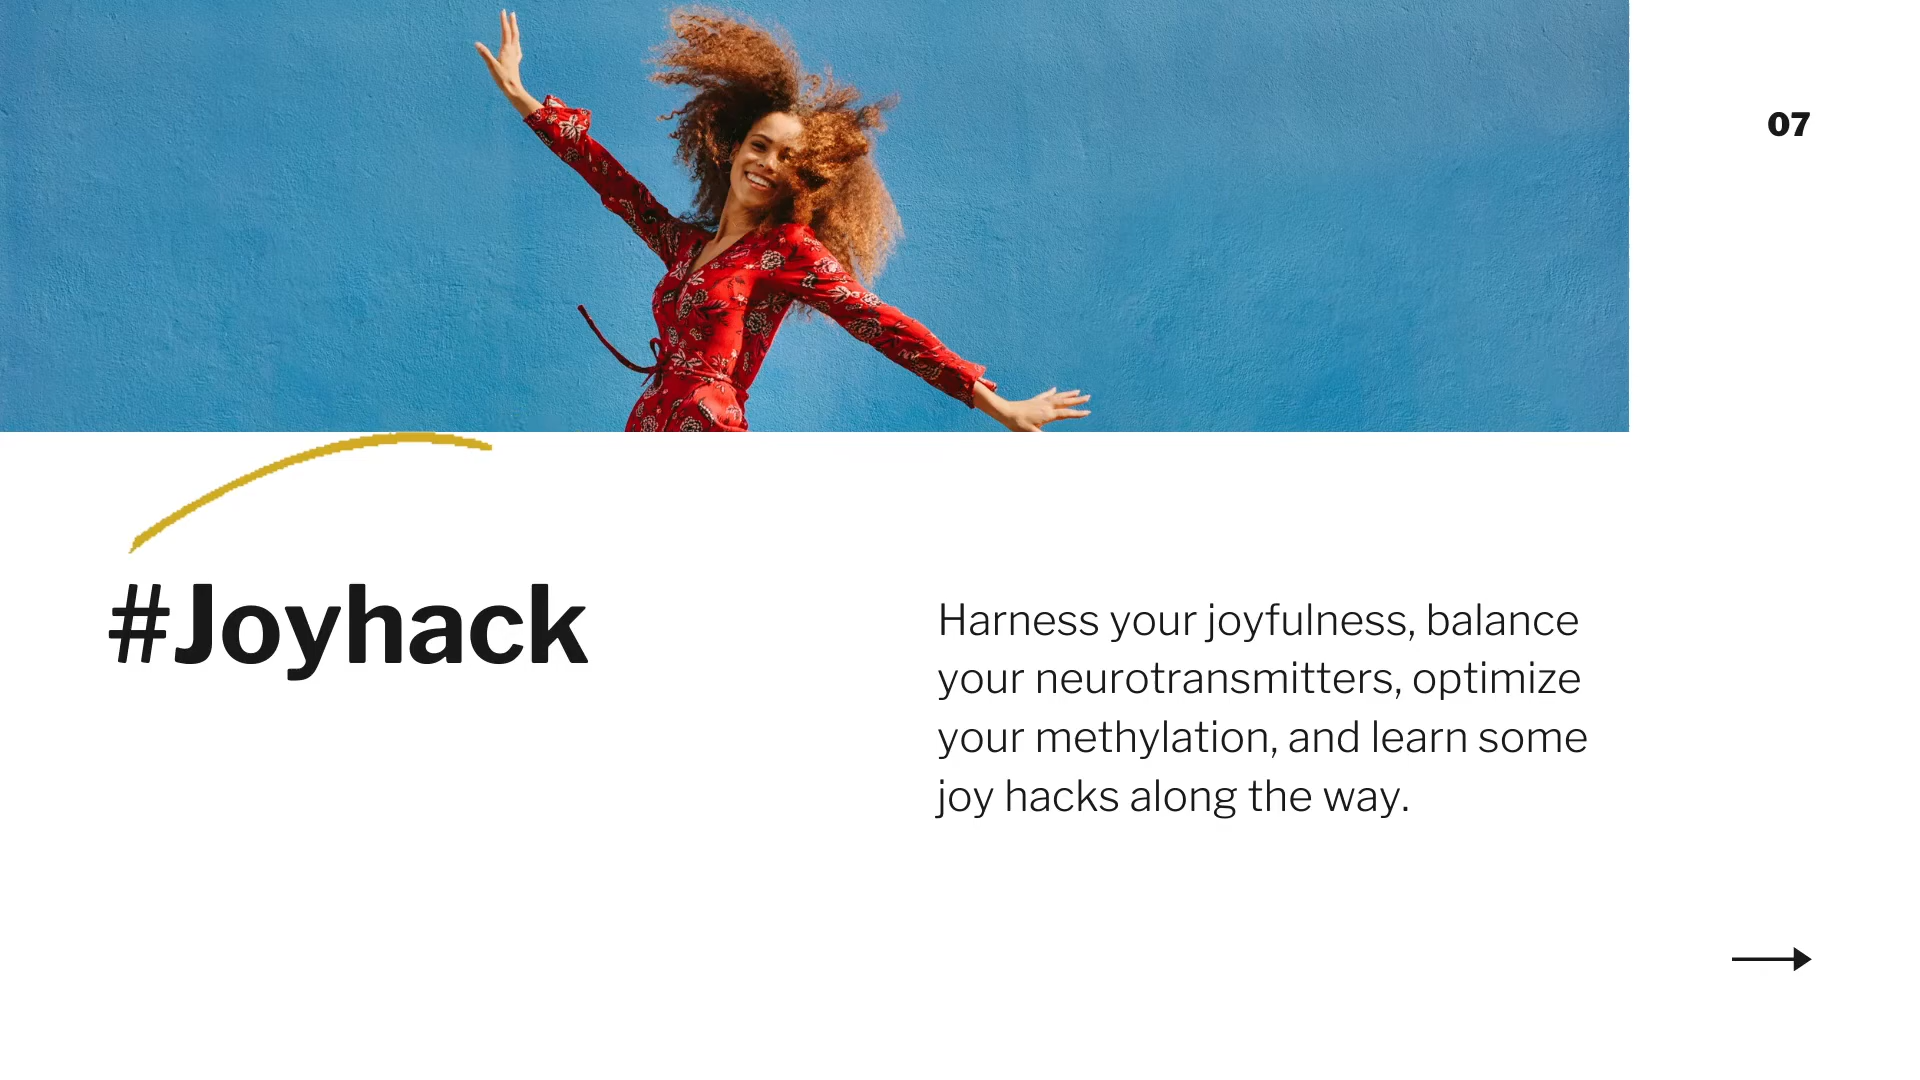 07
#Joyhack
Harness your joyfulness, balance
your neurotransmitters, optimize
your methylation, and learn some
joy hacks along the way.